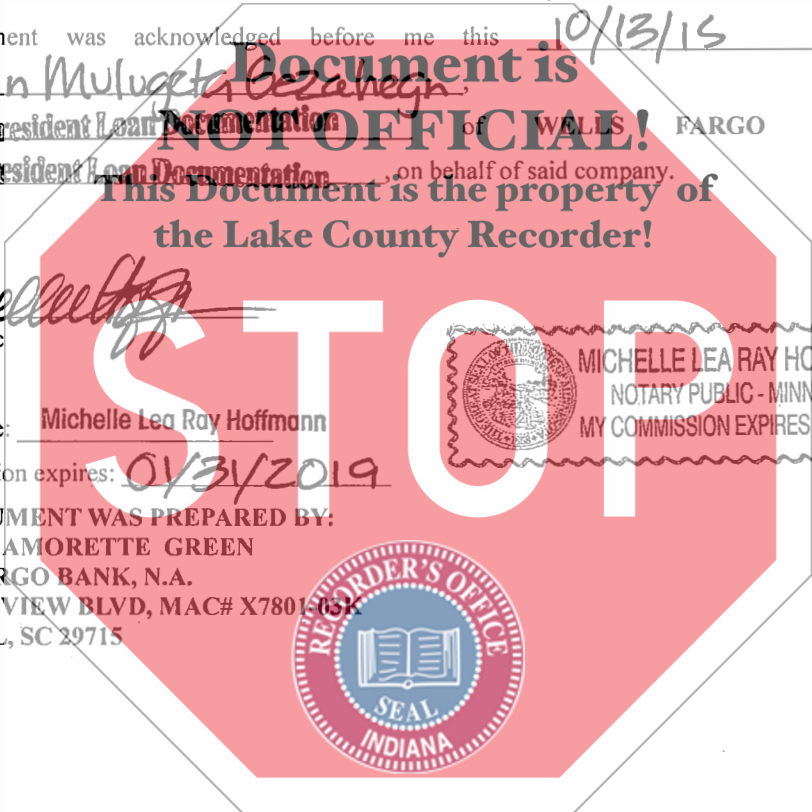 ent was acknowledged before me this 10/13/15
n Mulugeta Gezahegn,
Document is
resident Loan Documentation of WELLS FARGO
NOT OFFICIAL!
esident Loan Documentation, on behalf of said company.
This Document is the property of
the Lake County Recorder!
STOP
MICHELLE LEA RAY HO
NOTARY PUBLIC - MINN
MY COMMISSION EXPIRES
Michelle Lea Ray Hoffmann
on expires: 01/31/2019
UMENT WAS PREPARED BY:
AMORETTE GREEN
RGO BANK, N.A.
VIEW BLVD, MAC# X7801-03K
L, SC 29715
RECORDER'S OFFICE
SEAL
INDIANA